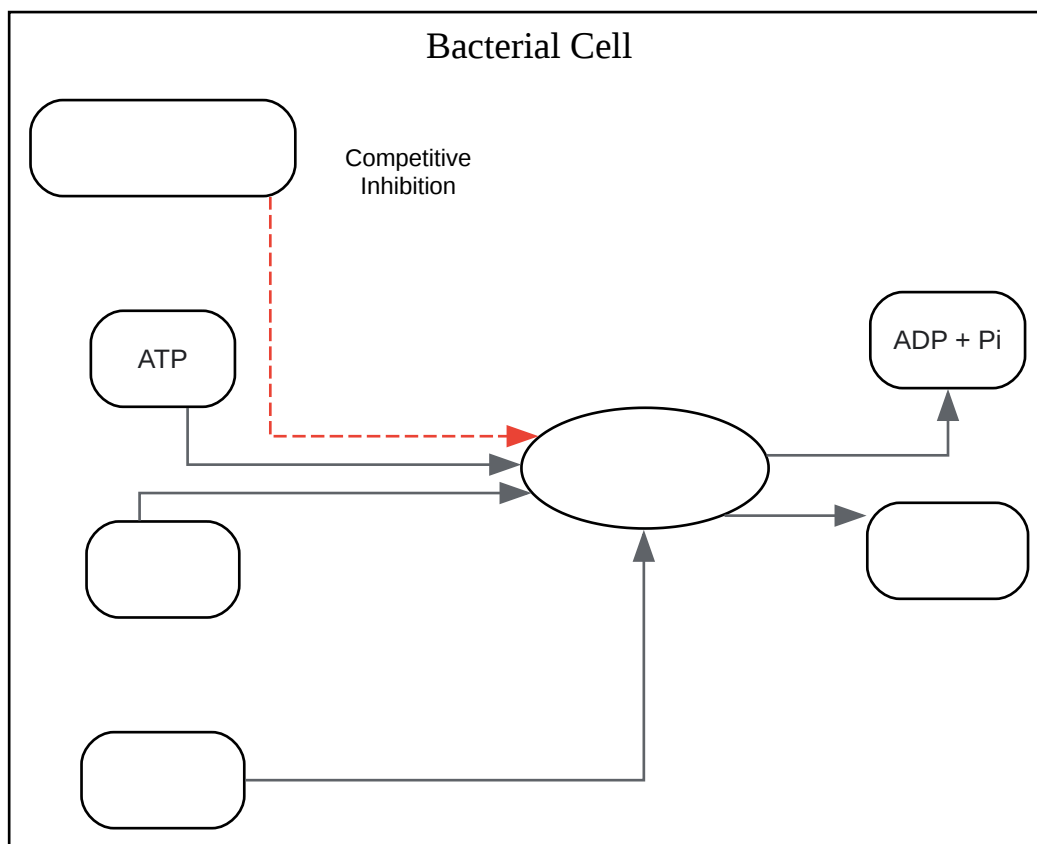 Bacterial Cell
Competitive
Inhibition
ATP
ADP + Pi